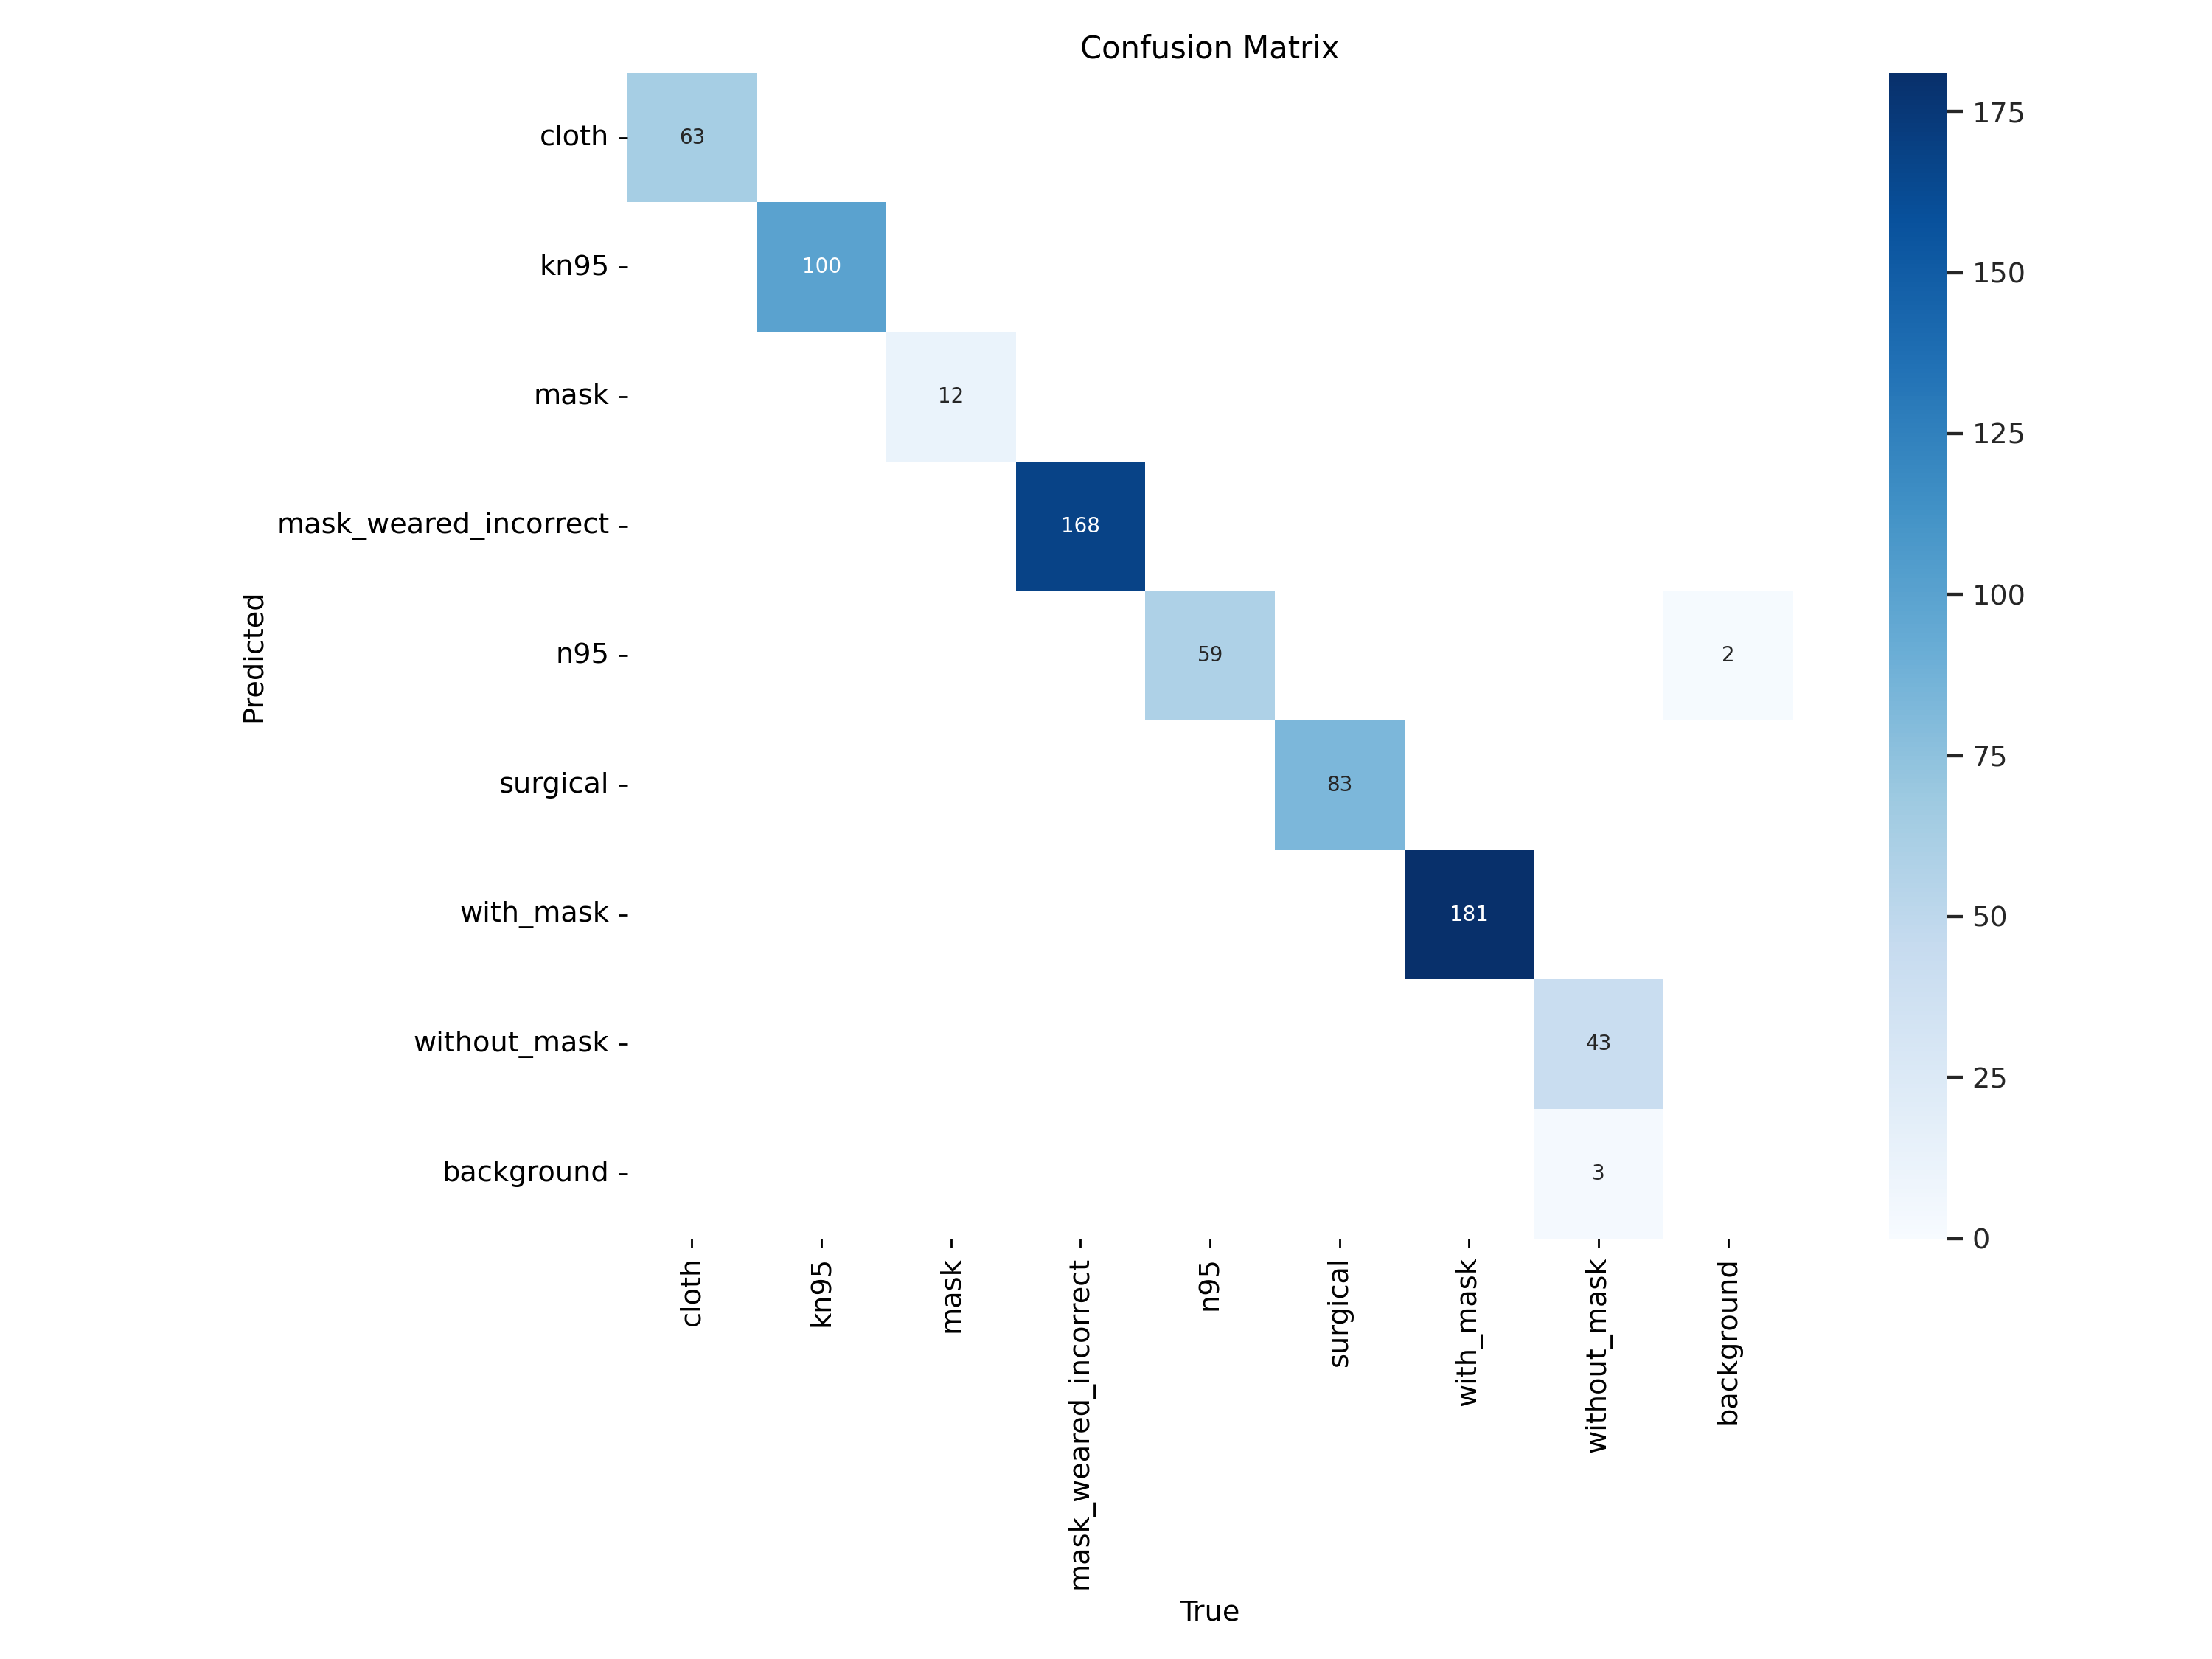 Confusion Matrix
cloth
63
175
150
kn95
100
125
mask
12
mask_weared_incorrect
168
100
Predicted
n95
59
2
75
surgical
83
50
with_mask
181
without_mask
43
25
background
3
0
cloth
kn95
mask
mask_weared_incorrect
n95
surgical
with_mask
without_mask
background
True